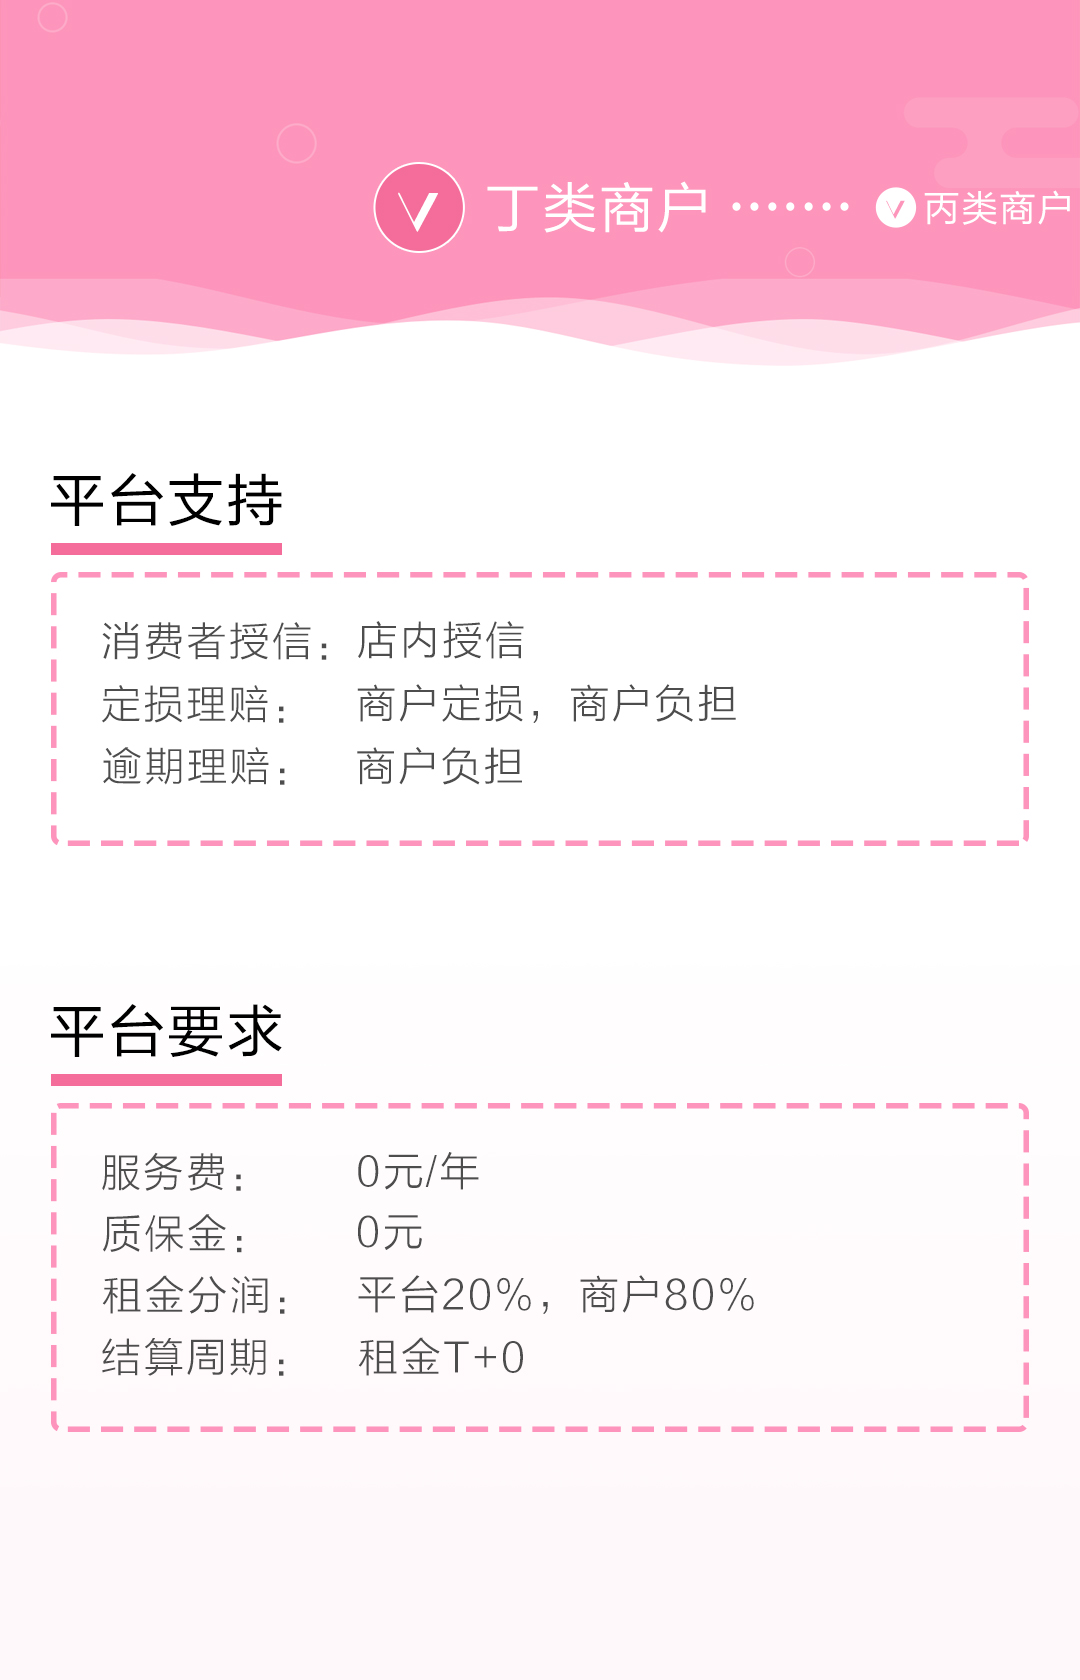 丁类商户 ······· 丙类商户
平台支持
消费者授信：店内授信
定损理赔： 商户定损，商户负担
逾期理赔： 商户负担
平台要求
服务费： 0元/年
质保金： 0元
租金分润： 平台20%，商户80%
结算周期： 租金T+0